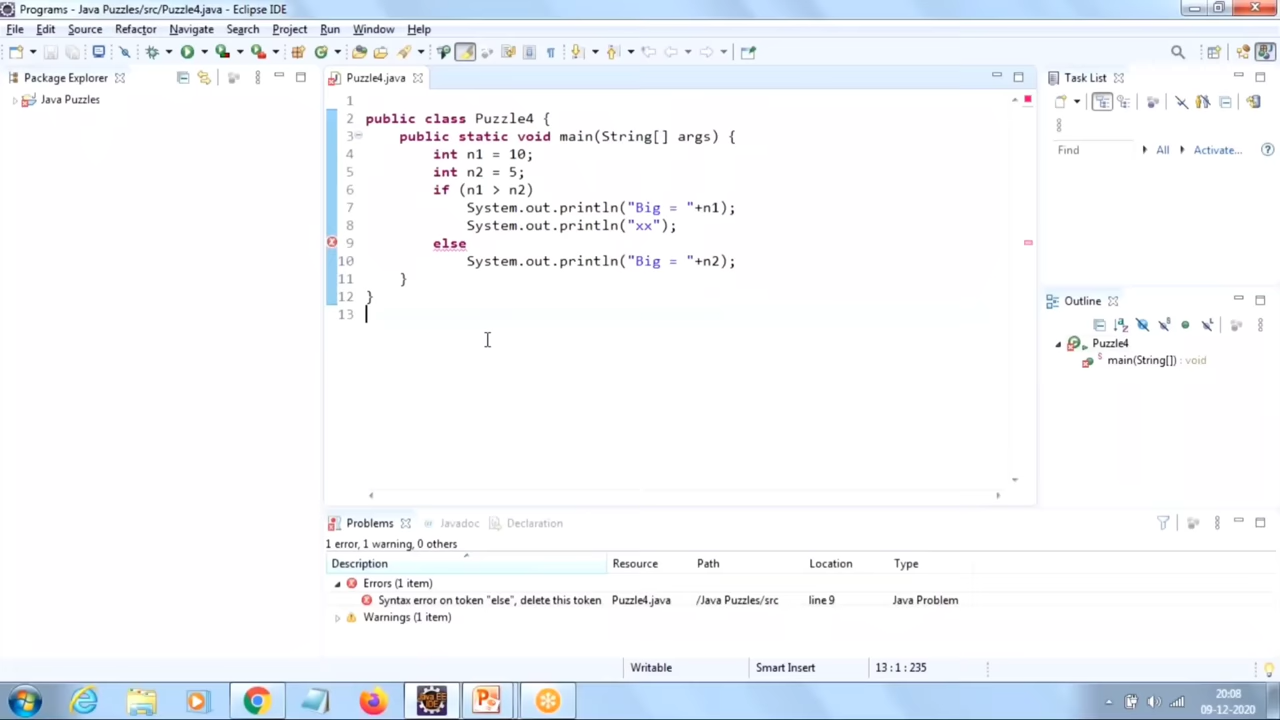 Programs - Java Puzzles/src/Puzzle4.java - Eclipse IDE
File Edit Source Refactor Navigate Search Project Run Window Help
Package Explorer
Java Puzzles
Puzzle4.java
1
2 public class Puzzle4 {
3 public static void main(String[] args) {
4 int n1 = 10;
5 int n2 = 5;
6 if (n1 > n2)
7 System.out.println("Big = "+n1);
8 System.out.println("xx");
9 else
10 System.out.println("Big = "+n2);
11 }
12 }
13
Task List
Find All Activate...
Outline
Puzzle4
main(String[]) : void
Problems Javadoc Declaration
1 error, 1 warning, 0 others
Description Resource Path Location Type
Errors (1 item)
Syntax error on token "else", delete this token Puzzle4.java /Java Puzzles/src line 9 Java Problem
Warnings (1 item)
Writable Smart Insert 13 : 1 : 235
Java EE
IDE
20:08
09-12-2020